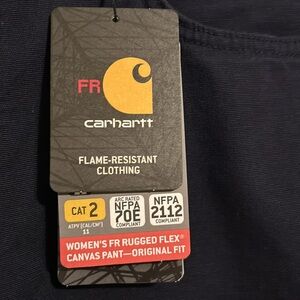 FR
carhartt
FLAME-RESISTANT
CLOTHING
CAT 2
ATPV (CAL/CM²)
11
ARC RATED
NFPA
70E
COMPLIANT
NFPA
2112
COMPLIANT
WOMEN'S FR RUGGED FLEX®
CANVAS PANT—ORIGINAL FIT